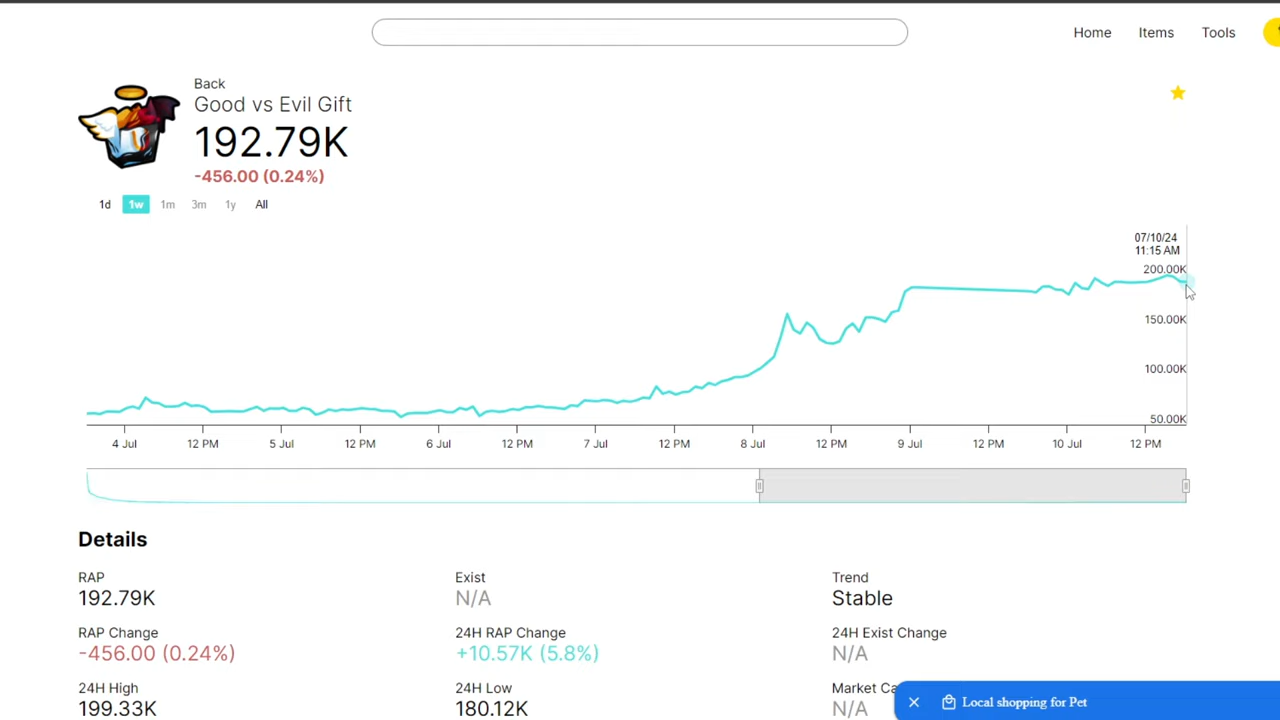 Home Items Tools
Back
Good vs Evil Gift
192.79K
-456.00 (0.24%)
1d 1w 1m 3m 1y All
07/10/24
11:15 AM
200.00K
150.00K
100.00K
50.00K
4 Jul 12 PM 5 Jul 12 PM 6 Jul 12 PM 7 Jul 12 PM 8 Jul 12 PM 9 Jul 12 PM 10 Jul 12 PM
Details
RAP Exist Trend
192.79K N/A Stable
RAP Change 24H RAP Change 24H Exist Change
-456.00 (0.24%) +10.57K (5.8%) N/A
24H High 24H Low Market Ca
199.33K 180.12K N/A
Local shopping for Pet